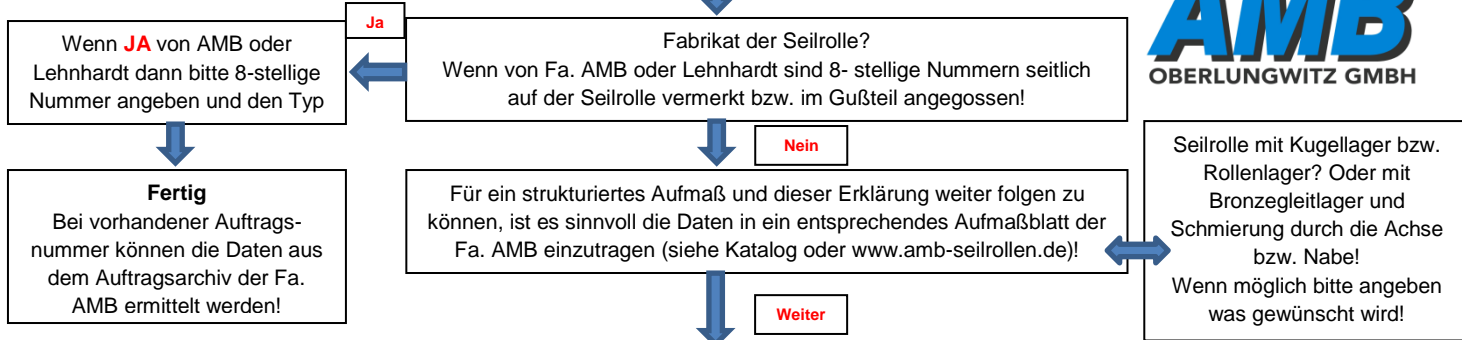 Ja
Wenn JA von AMB oder
Lehnhardt dann bitte 8-stellige
Nummer angeben und den Typ
Fabrikat der Seilrolle?
Wenn von Fa. AMB oder Lehnhardt sind 8- stellige Nummern seitlich
auf der Seilrolle vermerkt bzw. im Gußteil angegossen!
AMB
OBERLUNGWITZ GMBH
Nein
Fertig
Bei vorhandener Auftrags-
nummer können die Daten aus
dem Auftragsarchiv der Fa.
AMB ermittelt werden!
Für ein strukturiertes Aufmaß und dieser Erklärung weiter folgen zu
können, ist es sinnvoll die Daten in ein entsprechendes Aufmaßblatt der
Fa. AMB einzutragen (siehe Katalog oder www.amb-seilrollen.de)!
Seilrolle mit Kugellager bzw.
Rollenlager? Oder mit
Bronzegleitlager und
Schmierung durch die Achse
bzw. Nabe!
Wenn möglich bitte angeben
was gewünscht wird!
Weiter